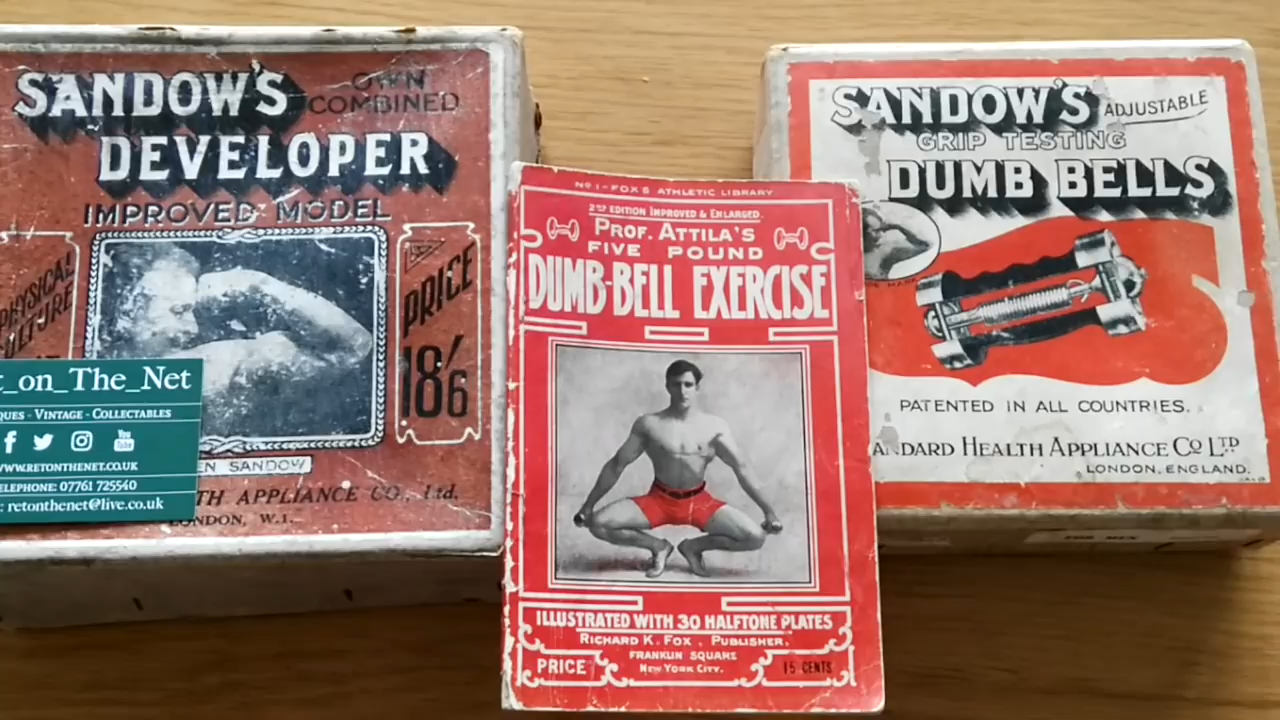 SANDOW'S
OWN
COMBINED
DEVELOPER
IMPROVED MODEL
PHYSICAL
PRICE
18'6
SANDOW
APPLIANCE CO., Ltd.
LONDON, W.1.
_on_The_Net
- VINTAGE - COLLECTABLES
WWW.RETONTHENET.CO.UK
TELEPHONE: 07761 725540
: retonthenet@live.co.uk
No 1 - FOX'S ATHLETIC LIBRARY
2ND EDITION IMPROVED & ENLARGED.
PROF. ATTILA'S
FIVE POUND
DUMB-BELL EXERCISE
ILLUSTRATED WITH 30 HALFTONE PLATES
RICHARD K. FOX . PUBLISHER.
FRANKLIN SQUARE
NEW YORK CITY.
PRICE
15 CENTS
SANDOW'S ADJUSTABLE
GRIP TESTING
DUMB BELLS
PATENTED IN ALL COUNTRIES.
ANDARD HEALTH APPLIANCE CO LTD
LONDON, ENGLAND.
FOR MEN